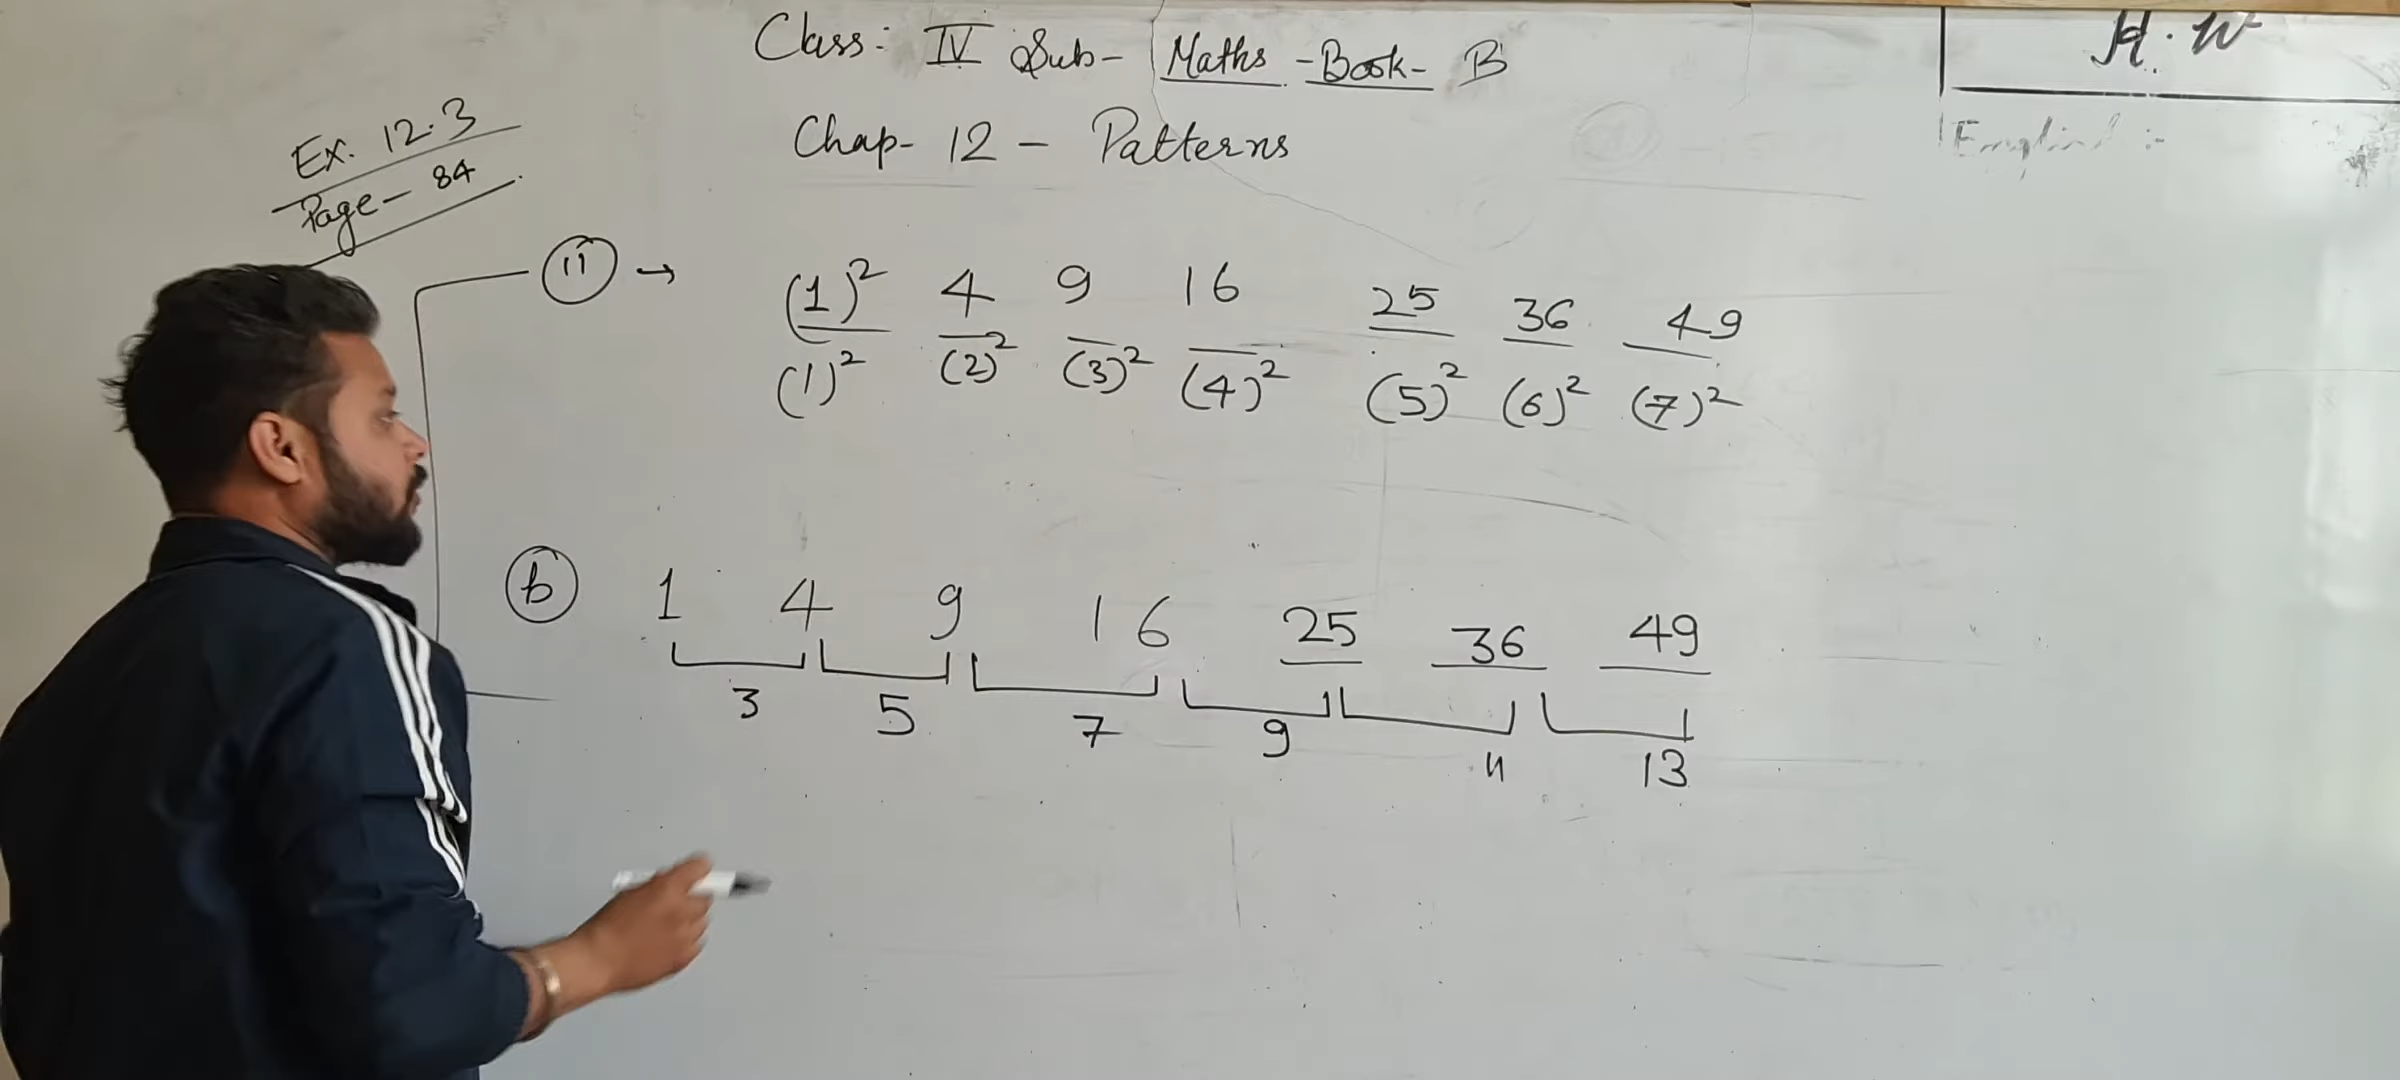 Class: IV Sub- Maths - Book- B
H.W
Chap- 12 - Patterns
Ex. 12.3
Page- 84
(ii) → (1)² 4 9 16 25 36 49
(1)² (2)² (3)² (4)² (5)² (6)² (7)²
(b) 1 4 9 16 25 36 49
3 5 7 9 11 13